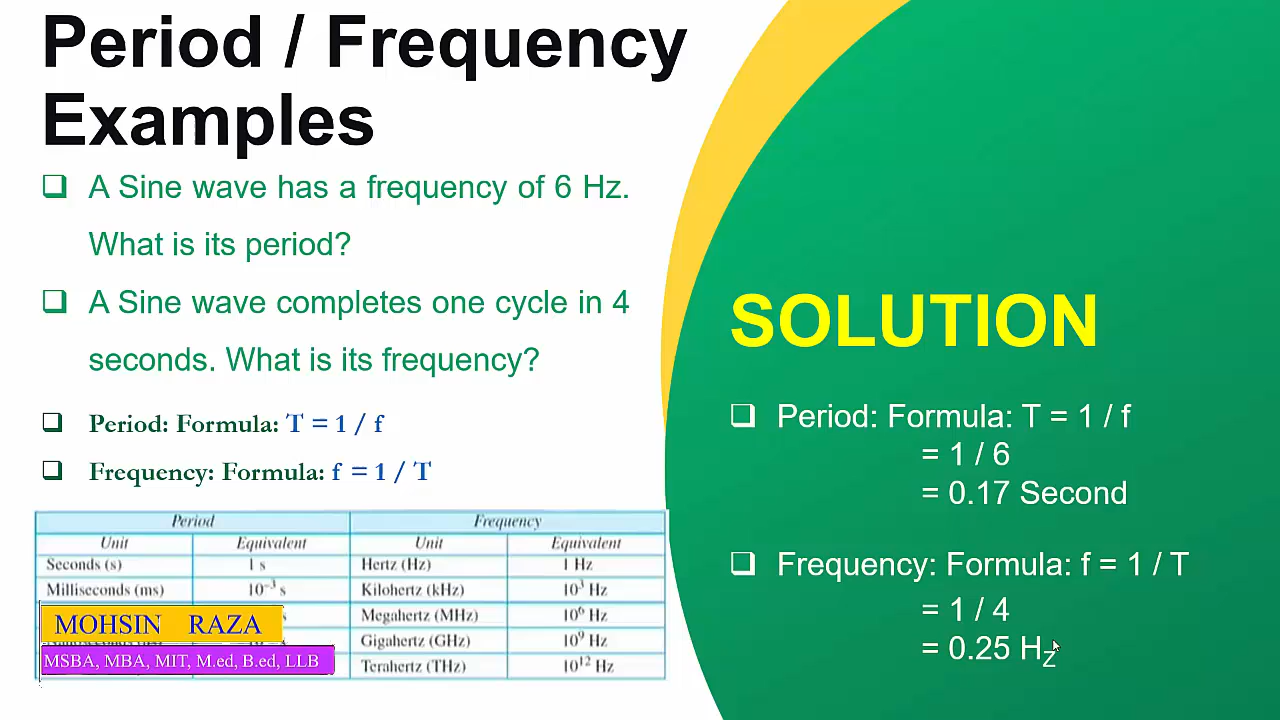 Period / Frequency
Examples
❑ A Sine wave has a frequency of 6 Hz.
What is its period?
❑ A Sine wave completes one cycle in 4
seconds. What is its frequency?
❑ Period: Formula: T = 1 / f
❑ Frequency: Formula: f = 1 / T
Period Frequency
Unit Equivalent Unit Equivalent
Seconds (s) 1 s Hertz (Hz) 1 Hz
Milliseconds (ms) 10⁻³ s Kilohertz (kHz) 10³ Hz
s Megahertz (MHz) 10⁶ Hz
Gigahertz (GHz) 10⁹ Hz
Terahertz (THz) 10¹² Hz
MOHSIN RAZA
MSBA, MBA, MIT, M.ed, B.ed, LLB
SOLUTION
❑ Period: Formula: T = 1 / f
= 1 / 6
= 0.17 Second
❑ Frequency: Formula: f = 1 / T
= 1 / 4
= 0.25 HZ